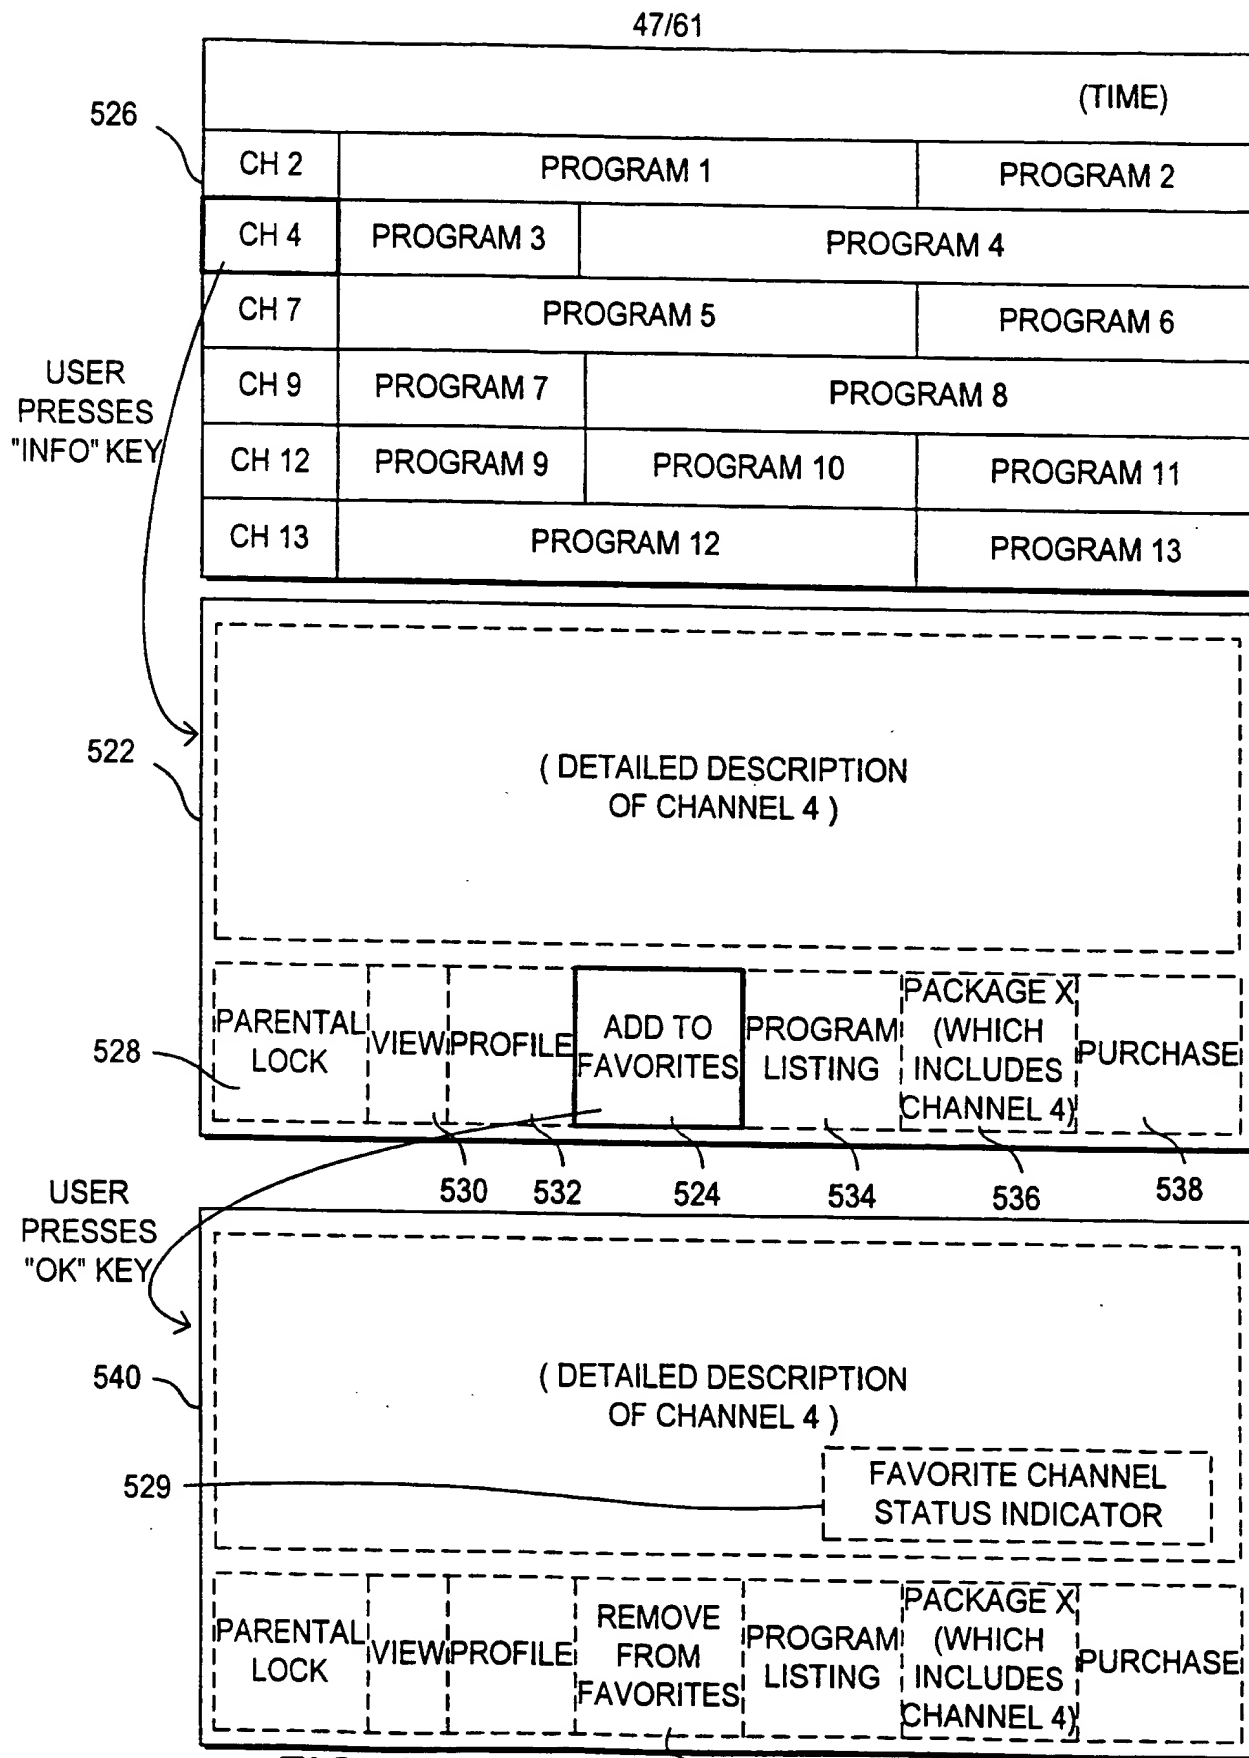 47/61
(TIME)
526
CH 2 PROGRAM 1 PROGRAM 2
CH 4 PROGRAM 3 PROGRAM 4
CH 7 PROGRAM 5 PROGRAM 6
CH 9 PROGRAM 7 PROGRAM 8
CH 12 PROGRAM 9 PROGRAM 10 PROGRAM 11
CH 13 PROGRAM 12 PROGRAM 13
USER
PRESSES
"INFO" KEY
522
( DETAILED DESCRIPTION
OF CHANNEL 4 )
528
PARENTAL
LOCK
VIEW
PROFILE
ADD TO
FAVORITES
PROGRAM
LISTING
PACKAGE X
(WHICH
INCLUDES
CHANNEL 4)
PURCHASE
530 532 524 534 536 538
USER
PRESSES
"OK" KEY
540
( DETAILED DESCRIPTION
OF CHANNEL 4 )
529
FAVORITE CHANNEL
STATUS INDICATOR
PARENTAL
LOCK
VIEW
PROFILE
REMOVE
FROM
FAVORITES
PROGRAM
LISTING
PACKAGE X
(WHICH
INCLUDES
CHANNEL 4)
PURCHASE